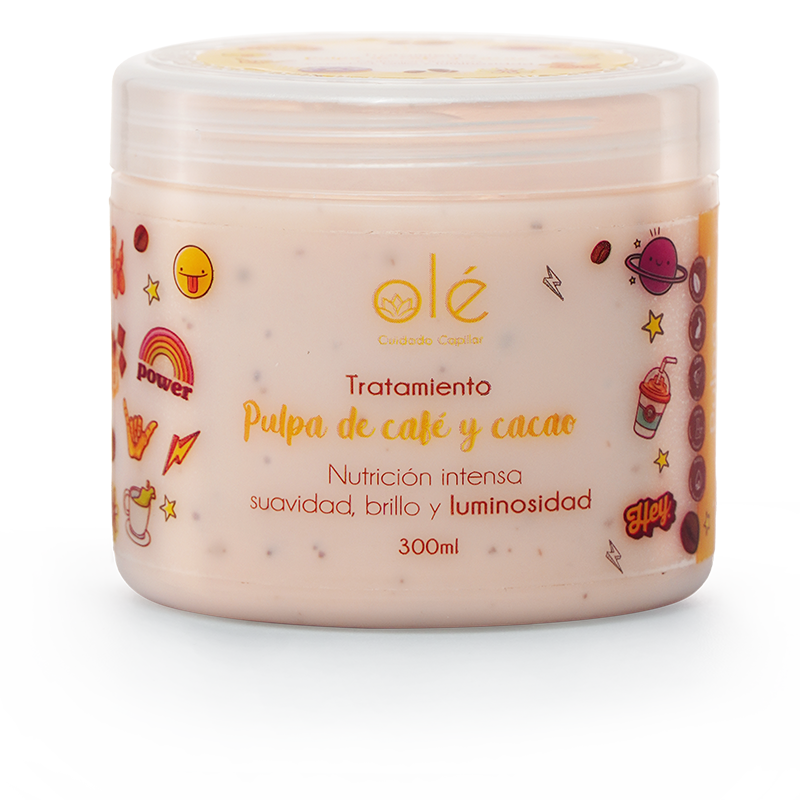 olé
Cuidado Capilar
Tratamiento
Pulpa de café y cacao
Nutrición intensa
suavidad, brillo y luminosidad
300ml
power
Hey